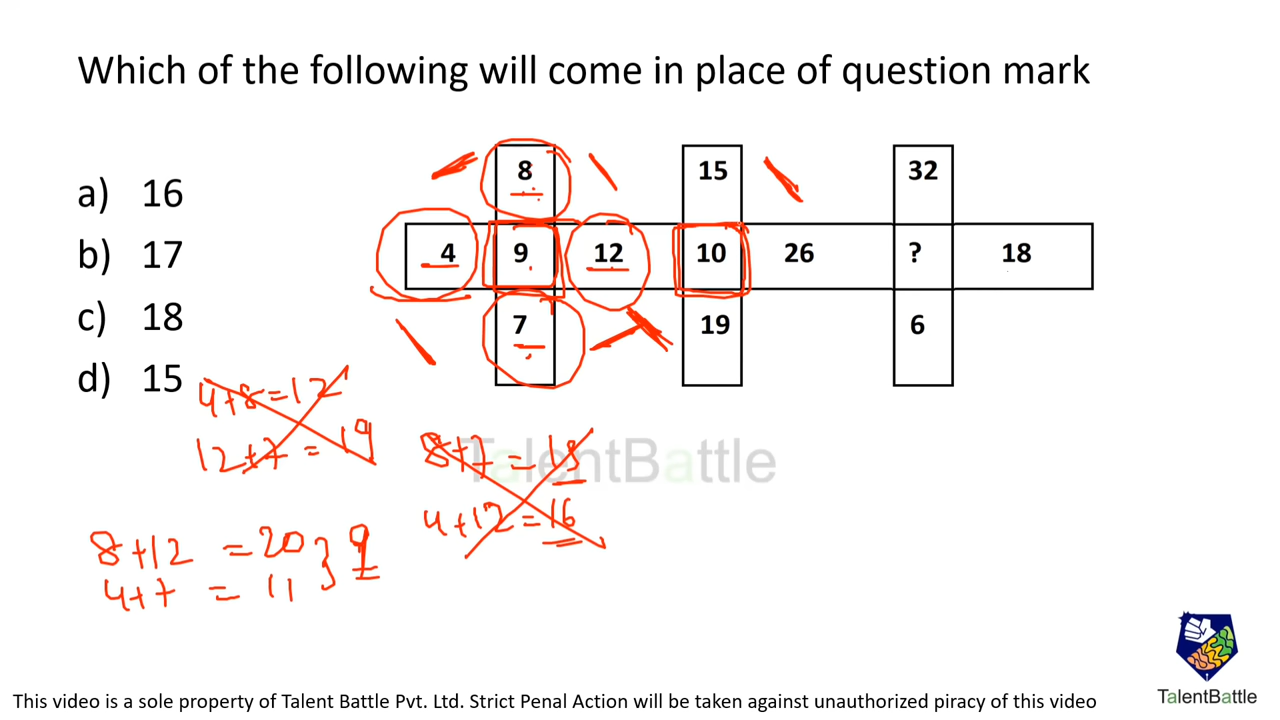 Which of the following will come in place of question mark
a) 16
b) 17
c) 18
d) 15
8 15 32
4 9 12 10 26 ? 18
7 19 6
4+8=12
12+7=19
8+7=15
4+12=16
8+12=20 } 9
4+7=11
TalentBattle
TalentBattle
This video is a sole property of Talent Battle Pvt. Ltd. Strict Penal Action will be taken against unauthorized piracy of this video